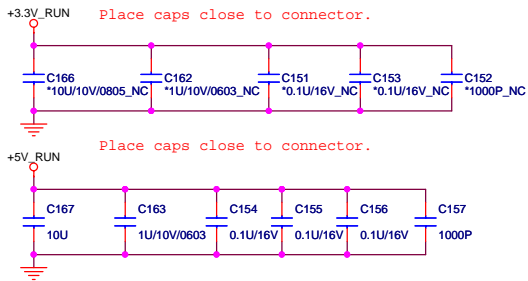 +3.3V_RUN Place caps close to connector.
C166 C162 C151 C153 C152
*10U/10V/0805_NC *1U/10V/0603_NC *0.1U/16V_NC *0.1U/16V_NC *1000P_NC
Place caps close to connector.
+5V_RUN
C167 C163 C154 C155 C156 C157
10U 1U/10V/0603 0.1U/16V 0.1U/16V 0.1U/16V 1000P